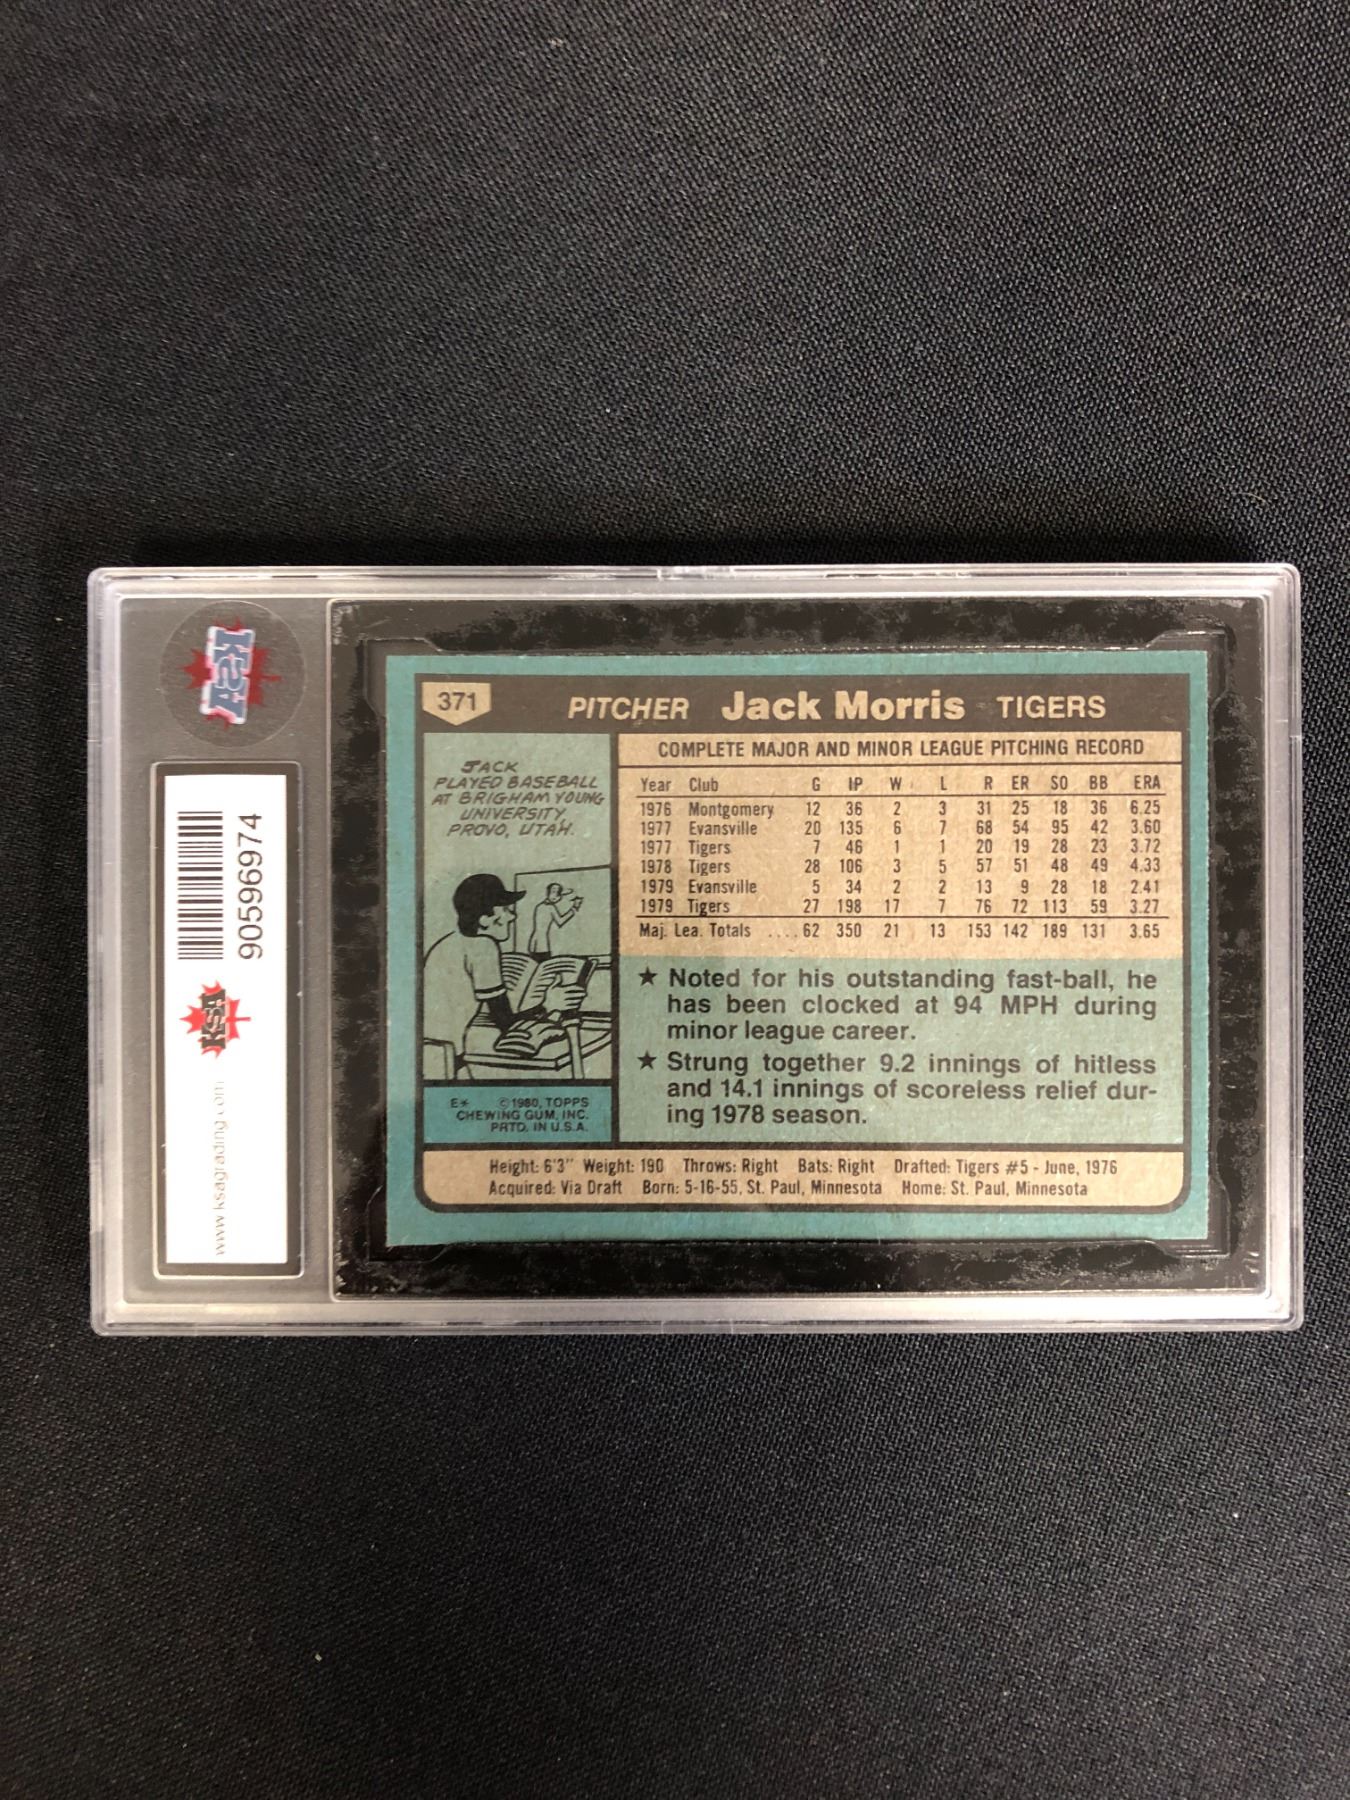 KSA
90596974
KSA
www.ksagrading.com
371
PITCHER Jack Morris TIGERS
JACK
PLAYED BASEBALL
AT BRIGHAM YOUNG
UNIVERSITY,
PROVO, UTAH.
E* ©1980, TOPPS
CHEWING GUM, INC.
PRTD. IN U.S.A.
COMPLETE MAJOR AND MINOR LEAGUE PITCHING RECORD
Year Club G IP W L R ER SO BB ERA
1976 Montgomery 12 36 2 3 31 25 18 36 6.25
1977 Evansville 20 135 6 7 68 54 95 42 3.60
1977 Tigers 7 46 1 1 20 19 28 23 3.72
1978 Tigers 28 106 3 5 57 51 48 49 4.33
1979 Evansville 5 34 2 2 13 9 28 18 2.41
1979 Tigers 27 198 17 7 76 72 113 59 3.27
Maj. Lea. Totals .... 62 350 21 13 153 142 189 131 3.65
★ Noted for his outstanding fast-ball, he
has been clocked at 94 MPH during
minor league career.
★ Strung together 9.2 innings of hitless
and 14.1 innings of scoreless relief dur-
ing 1978 season.
Height: 6'3" Weight: 190 Throws: Right Bats: Right Drafted: Tigers #5 - June, 1976
Acquired: Via Draft Born: 5-16-55, St. Paul, Minnesota Home: St. Paul, Minnesota